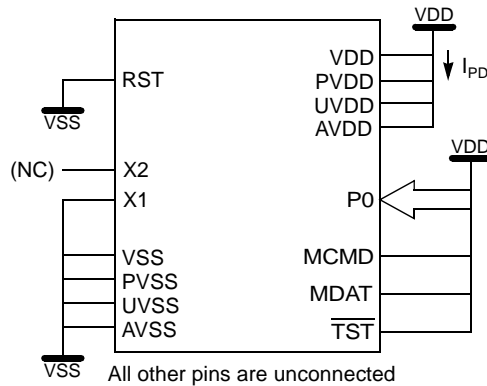 VDD
VDD
I_PD
PVDD
UVDD
AVDD
RST
VSS
VDD
(NC)
X2
X1
P0
VSS
PVSS
UVSS
AVSS
MCMD
MDAT
TST
VSS
All other pins are unconnected